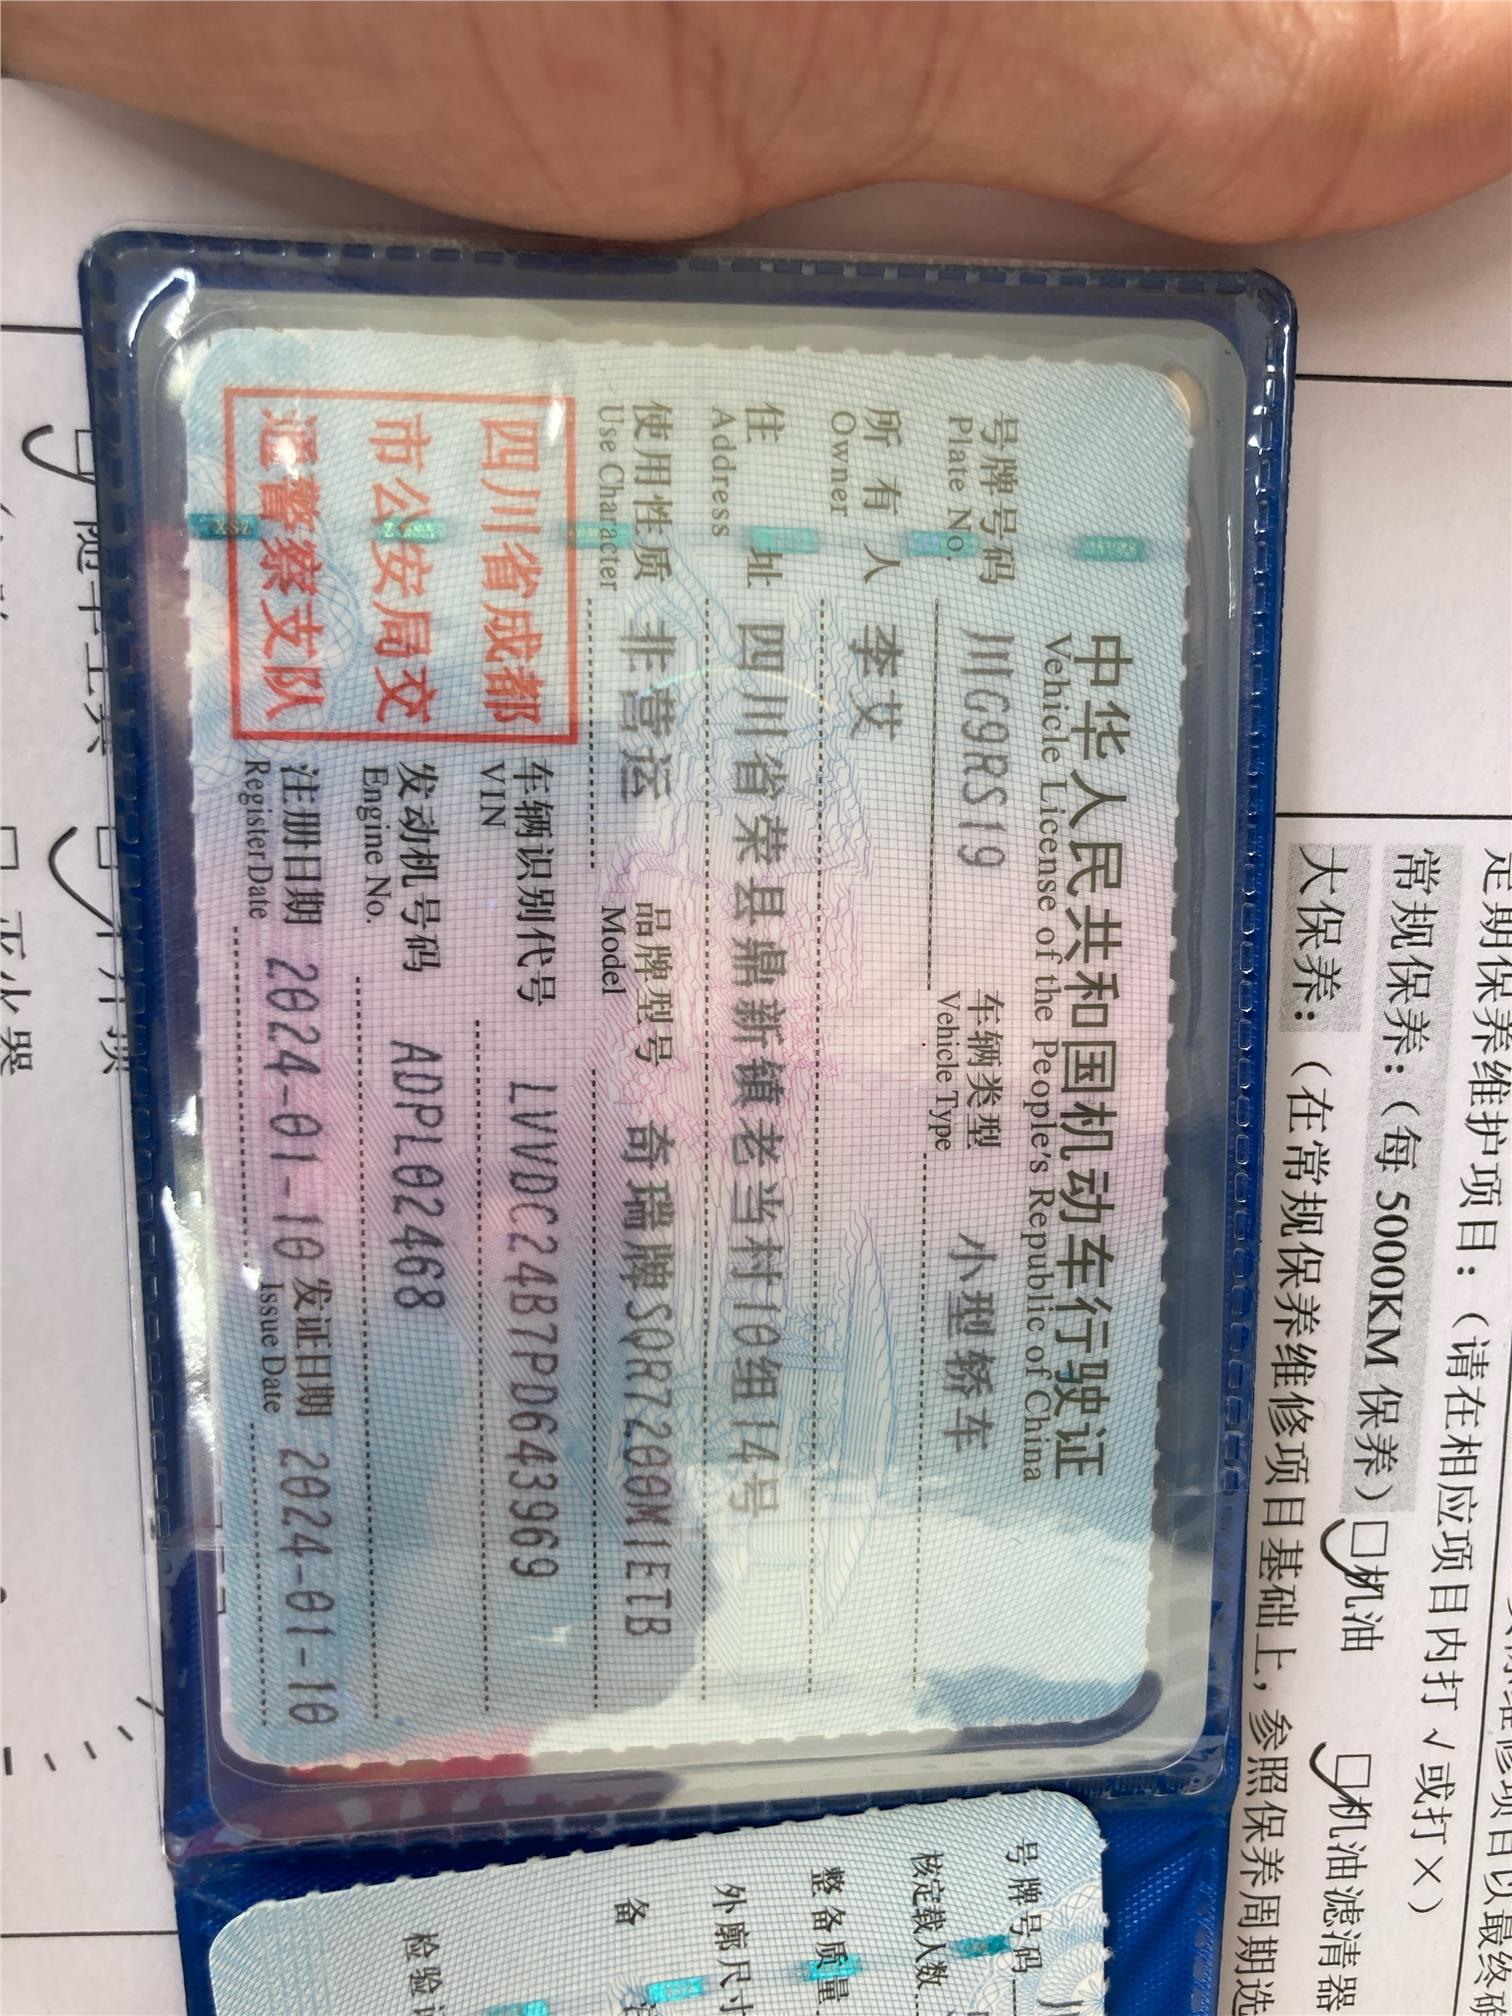 中华人民共和国机动车行驶证
Vehicle License of the People's Republic of China
号牌号码 川G9RS19 车辆类型 小型轿车
Plate No. Vehicle Type
所有人 李艾
Owner
住址 四川省荣县鼎新镇老当村10组14号
Address
使用性质 非营运 品牌型号 奇瑞牌SQR7200M1ETB
Use Character Model
四川省成都
市公安局交
通警察支队
车辆识别代号 LVVDC24B7PD643969
VIN
发动机号码 ADPL02468
Engine No.
注册日期 2024-01-10 发证日期 2024-01-10
Register Date Issue Date
号牌号码
核定载人数
整备质量
外廓尺寸
备
检验
定期保养维护项目：（请在相应项目内打√或打×）
常规保养：（每 5000KM 保养）□机油 □机油滤清器
大保养：（在常规保养维修项目基础上，参照保养周期选